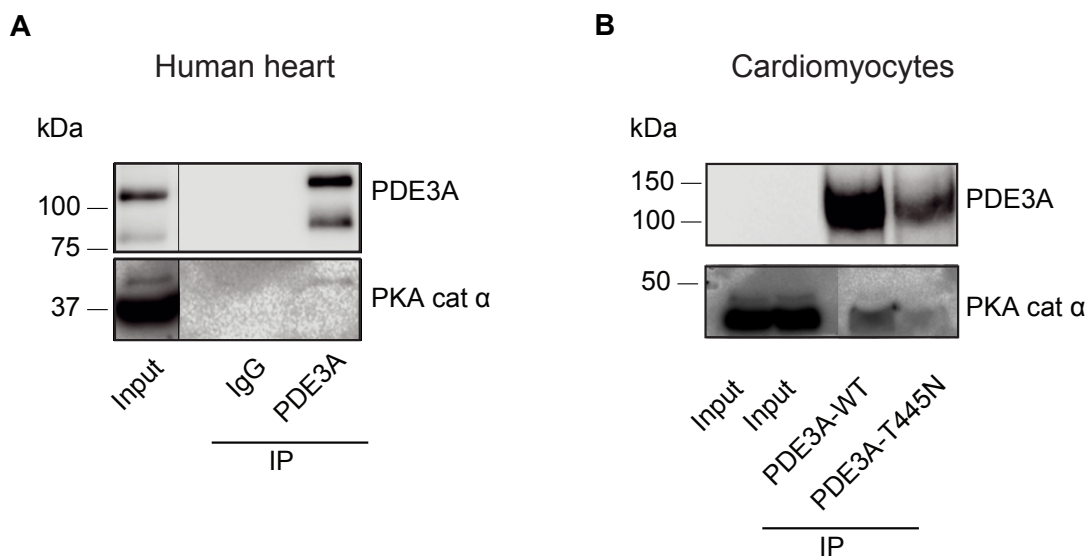 A
Human heart
kDa
100
75
37
PDE3A
PKA cat α
Input
IgG
PDE3A
IP
B
Cardiomyocytes
150
100
50
PDE3A
PKA cat α
Input
Input
PDE3A-WT
PDE3A-T445N
IP